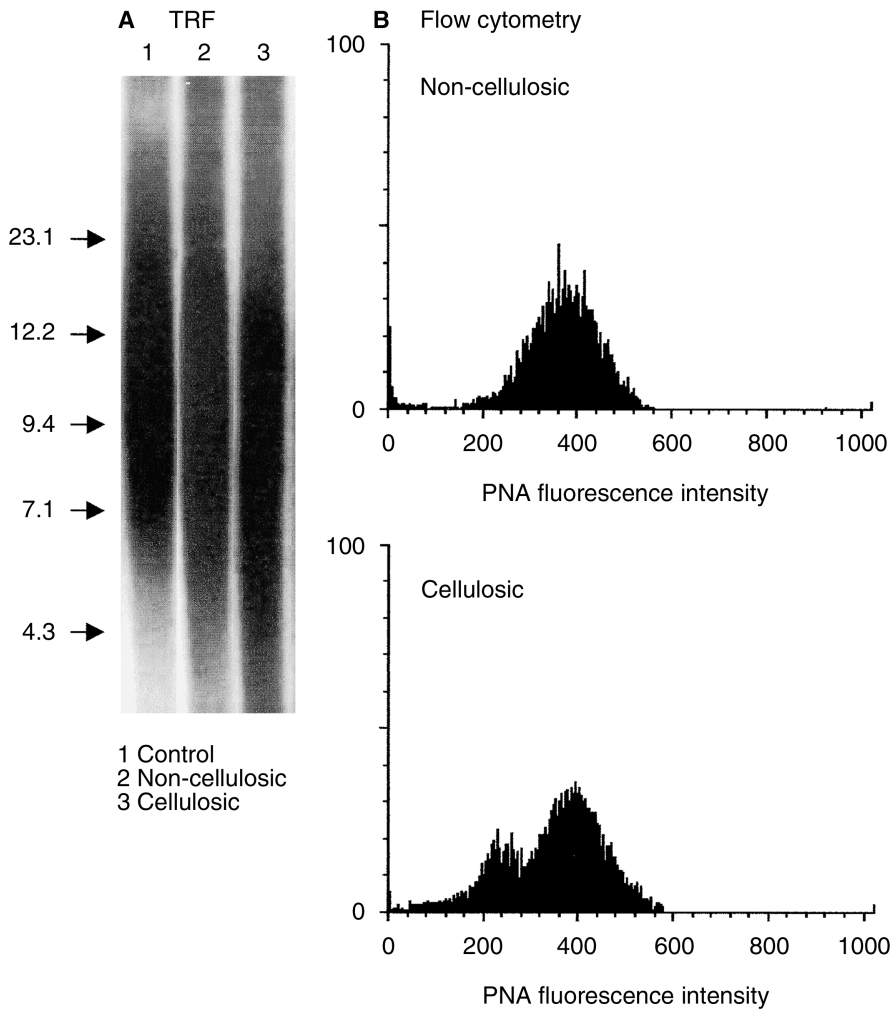 A TRF
1 2 3
23.1
12.2
9.4
7.1
4.3
1 Control
2 Non-cellulosic
3 Cellulosic
B Flow cytometry
100
Non-cellulosic
0
0 200 400 600 800 1000
PNA fluorescence intensity
100
Cellulosic
0
0 200 400 600 800 1000
PNA fluorescence intensity